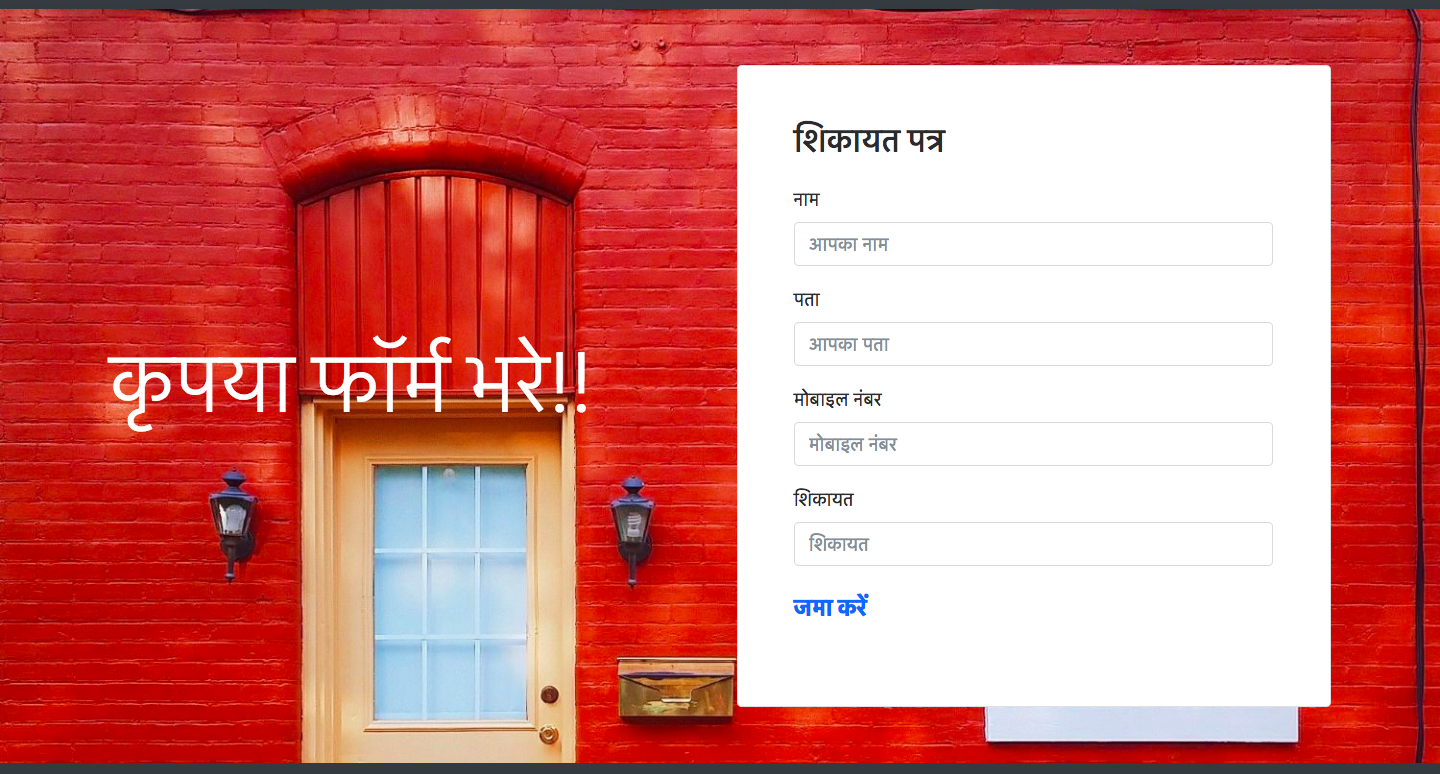 कृपया फॉर्म भरे!!
शिकायत पत्र
नाम
आपका नाम
पता
आपका पता
मोबाइल नंबर
मोबाइल नंबर
शिकायत
शिकायत
जमा करें